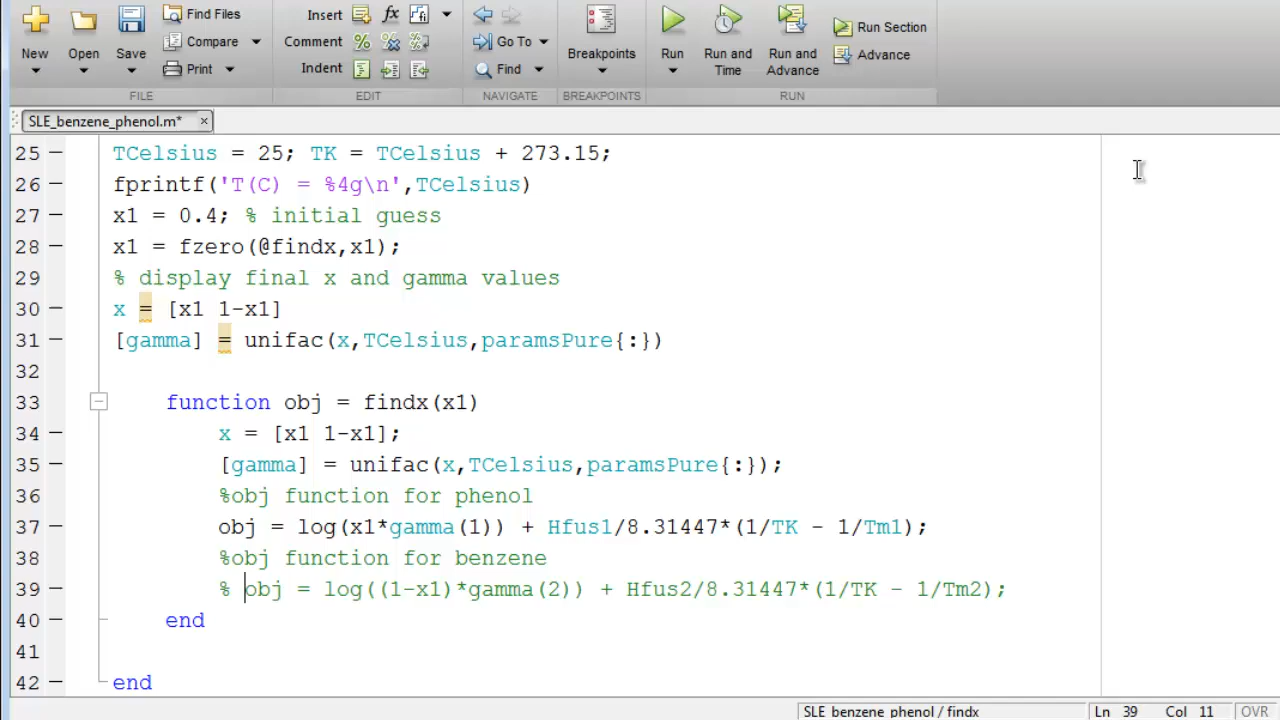 New
Open
Save
Find Files
Compare
Print
FILE
Insert fx
Comment % %
Indent
EDIT
Go To
Find
NAVIGATE
Breakpoints
BREAKPOINTS
Run
Run and Time
Run and Advance
Run Section
Advance
RUN
SLE_benzene_phenol.m* ×
25 – TCelsius = 25; TK = TCelsius + 273.15;
26 – fprintf('T(C) = %4g\n',TCelsius)
27 – x1 = 0.4; % initial guess
28 – x1 = fzero(@findx,x1);
29 – % display final x and gamma values
30 – x = [x1 1-x1]
31 – [gamma] = unifac(x,TCelsius,paramsPure{:})
32
33 function obj = findx(x1)
34 – x = [x1 1-x1];
35 – [gamma] = unifac(x,TCelsius,paramsPure{:});
36 %obj function for phenol
37 – obj = log(x1*gamma(1)) + Hfus1/8.31447*(1/TK - 1/Tm1);
38 %obj function for benzene
39 – % obj = log((1-x1)*gamma(2)) + Hfus2/8.31447*(1/TK - 1/Tm2);
40 – end
41
42 – end
SLE_benzene_phenol / findx Ln 39 Col 11 OVR